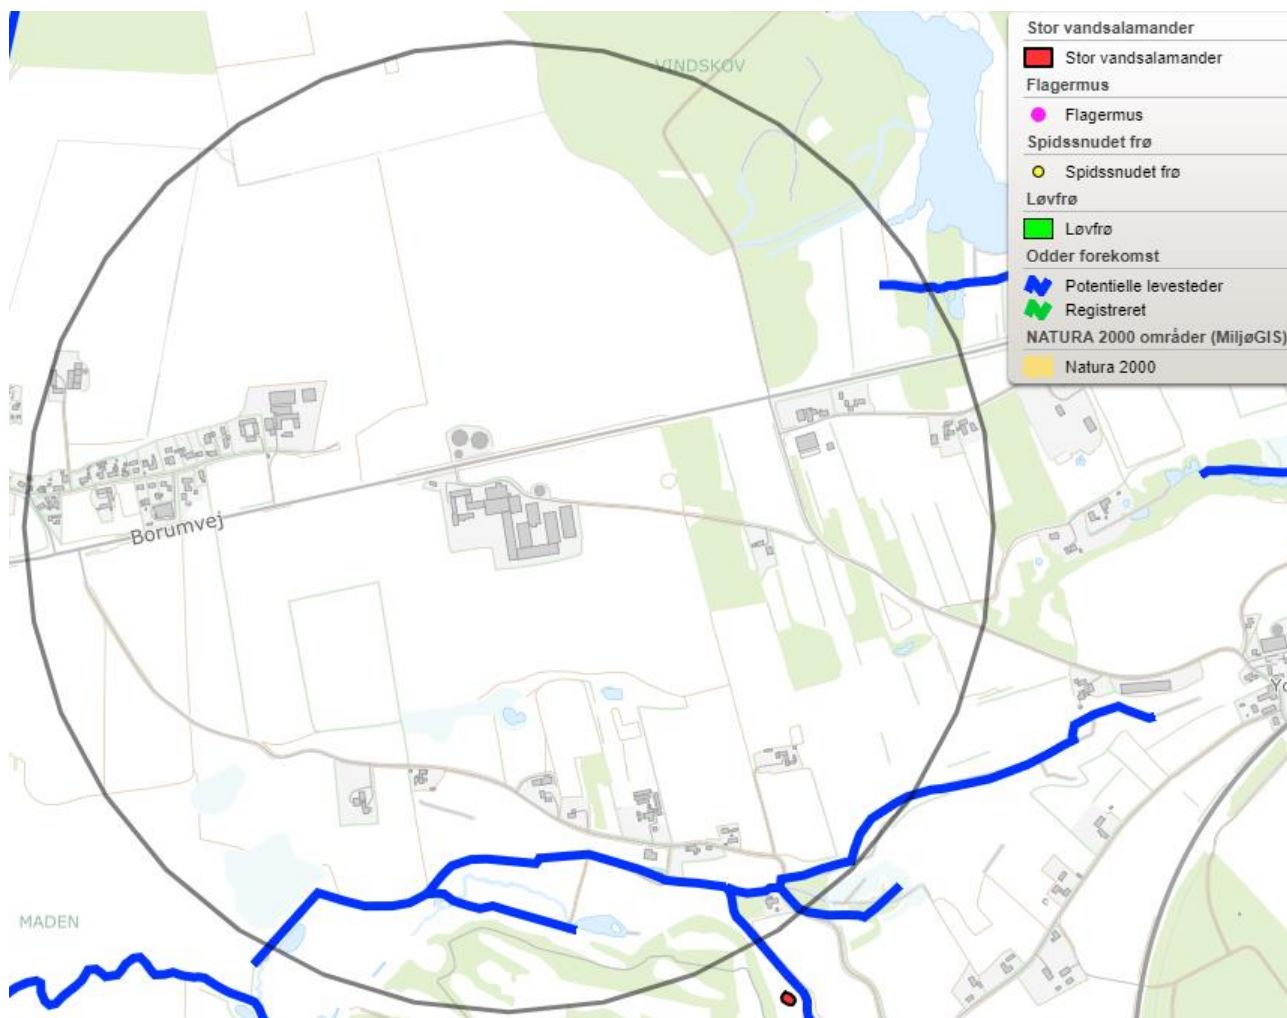 VINDSKOV
Stor vandsalamander
Stor vandsalamander
Flagermus
Flagermus
Spidssnudet frø
Spidssnudet frø
Løvfrø
Løvfrø
Odder forekomst
Potentielle levesteder
Registreret
NATURA 2000 områder (MiljøGIS)
Natura 2000
Borumvej
MADEN